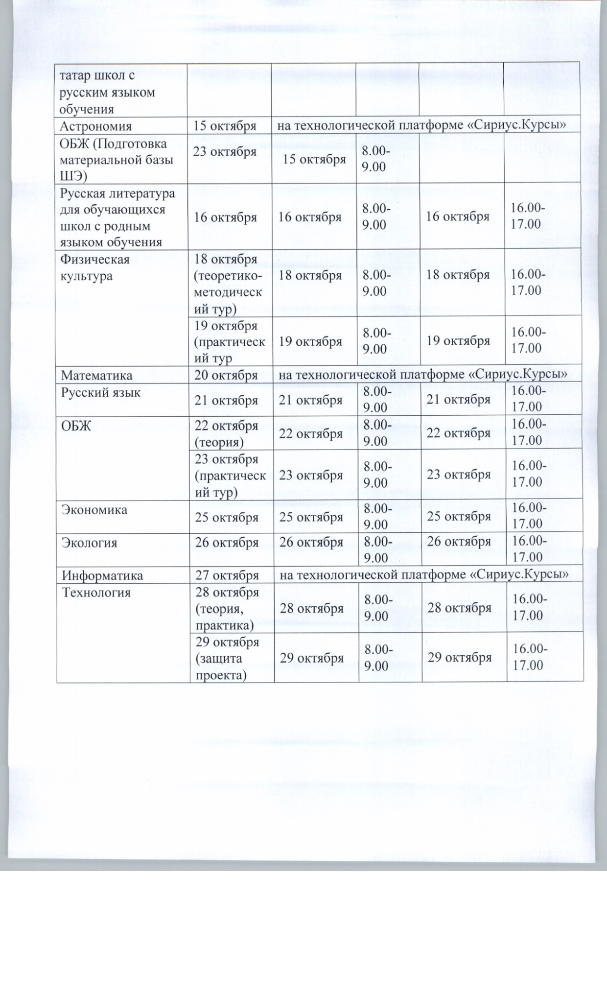 татар школ с
русским языком
обучения
Астрономия 15 октября на технологической платформе «Сириус.Курсы»
ОБЖ (Подготовка
материальной базы
ШЭ)
23 октября
15 октября
8.00-
9.00
Русская литература
для обучающихся
школ с родным
языком обучения
16 октября
16 октября
8.00-
9.00
16 октября
16.00-
17.00
Физическая
культура
18 октября
(теоретико-
методическ
ий тур)
18 октября
8.00-
9.00
18 октября
16.00-
17.00
19 октября
(практическ
ий тур
19 октября
8.00-
9.00
19 октября
16.00-
17.00
Математика 20 октября на технологической платформе «Сириус.Курсы»
Русский язык
21 октября
21 октября
8.00-
9.00
21 октября
16.00-
17.00
ОБЖ
22 октября
(теория)
22 октября
8.00-
9.00
22 октября
16.00-
17.00
23 октября
(практическ
ий тур)
23 октября
8.00-
9.00
23 октября
16.00-
17.00
Экономика
25 октября
25 октября
8.00-
9.00
25 октября
16.00-
17.00
Экология
26 октября
26 октября
8.00-
9.00
26 октября
16.00-
17.00
Информатика 27 октября на технологической платформе «Сириус.Курсы»
Технология
28 октября
(теория,
практика)
28 октября
8.00-
9.00
28 октября
16.00-
17.00
29 октября
(защита
проекта)
29 октября
8.00-
9.00
29 октября
16.00-
17.00